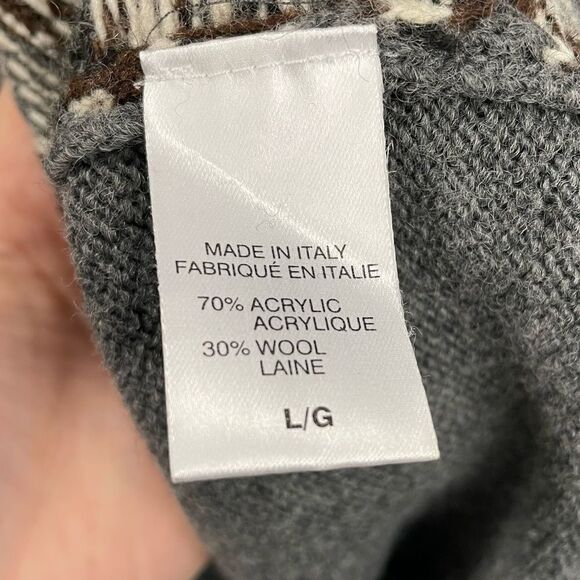 MADE IN ITALY
FABRIQUÉ EN ITALIE
70% ACRYLIC
ACRYLIQUE
30% WOOL
LAINE
L/G